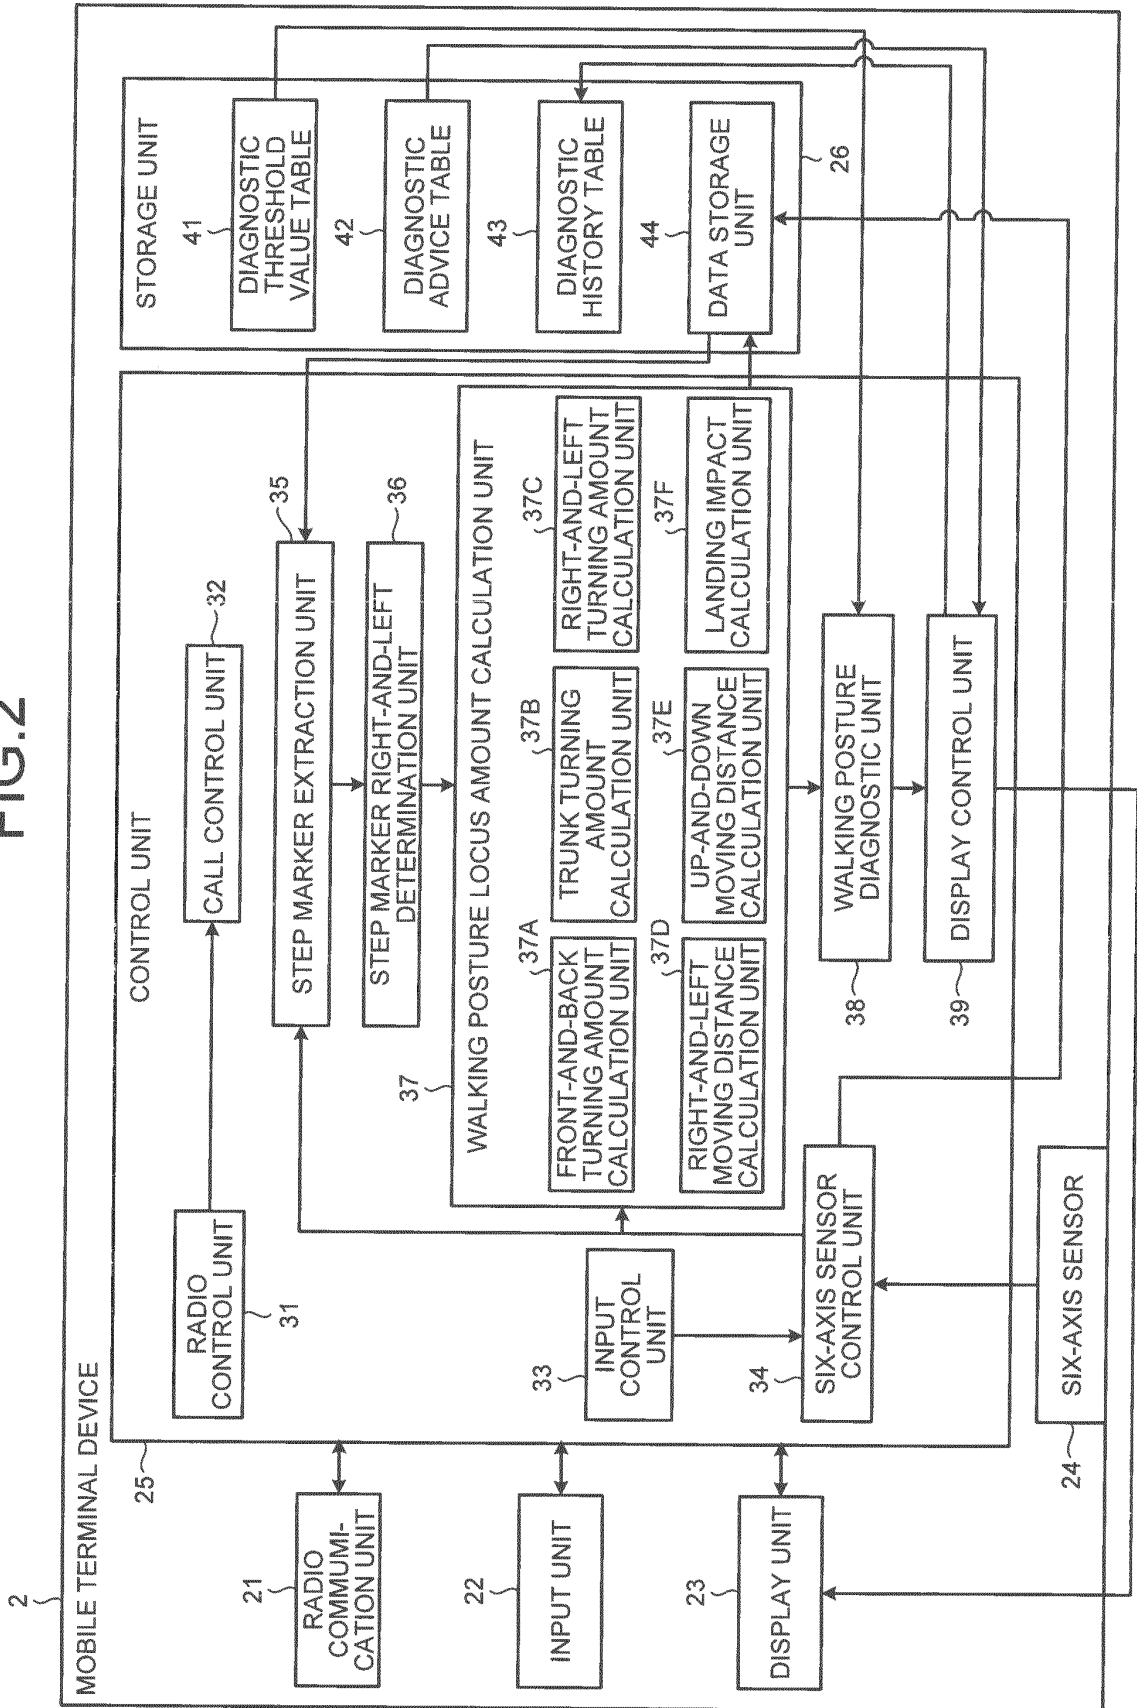 FIG.2
2
MOBILE TERMINAL DEVICE
21
RADIO
COMMUMI-
CATION UNIT
22
INPUT UNIT
23
DISPLAY UNIT
25
CONTROL UNIT
RADIO
CONTROL UNIT
31
CALL CONTROL UNIT
32
33
INPUT
CONTROL
UNIT
34
SIX-AXIS SENSOR
CONTROL UNIT
24
SIX-AXIS SENSOR
35
STEP MARKER EXTRACTION UNIT
36
STEP MARKER RIGHT-AND-LEFT
DETERMINATION UNIT
37
WALKING POSTURE LOCUS AMOUNT CALCULATION UNIT
37A
FRONT-AND-BACK
TURNING AMOUNT
CALCULATION UNIT
37B
TRUNK TURNING
AMOUNT
CALCULATION UNIT
37C
RIGHT-AND-LEFT
TURNING AMOUNT
CALCULATION UNIT
37D
RIGHT-AND-LEFT
MOVING DISTANCE
CALCULATION UNIT
37E
UP-AND-DOWN
MOVING DISTANCE
CALCULATION UNIT
37F
LANDING IMPACT
CALCULATION UNIT
38
WALKING POSTURE
DIAGNOSTIC UNIT
39
DISPLAY CONTROL UNIT
STORAGE UNIT
41
DIAGNOSTIC
THRESHOLD
VALUE TABLE
42
DIAGNOSTIC
ADVICE TABLE
43
DIAGNOSTIC
HISTORY TABLE
44
DATA STORAGE
UNIT
26